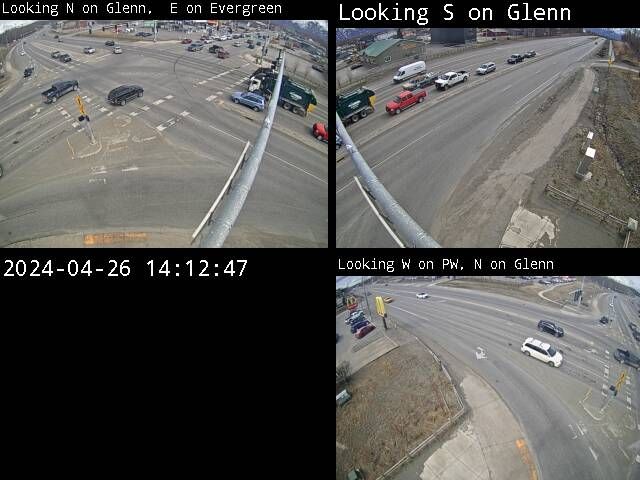 Looking N on Glenn,  E on Evergreen
Looking S on Glenn
2024-04-26 14:12:47
Looking W on PW, N on Glenn